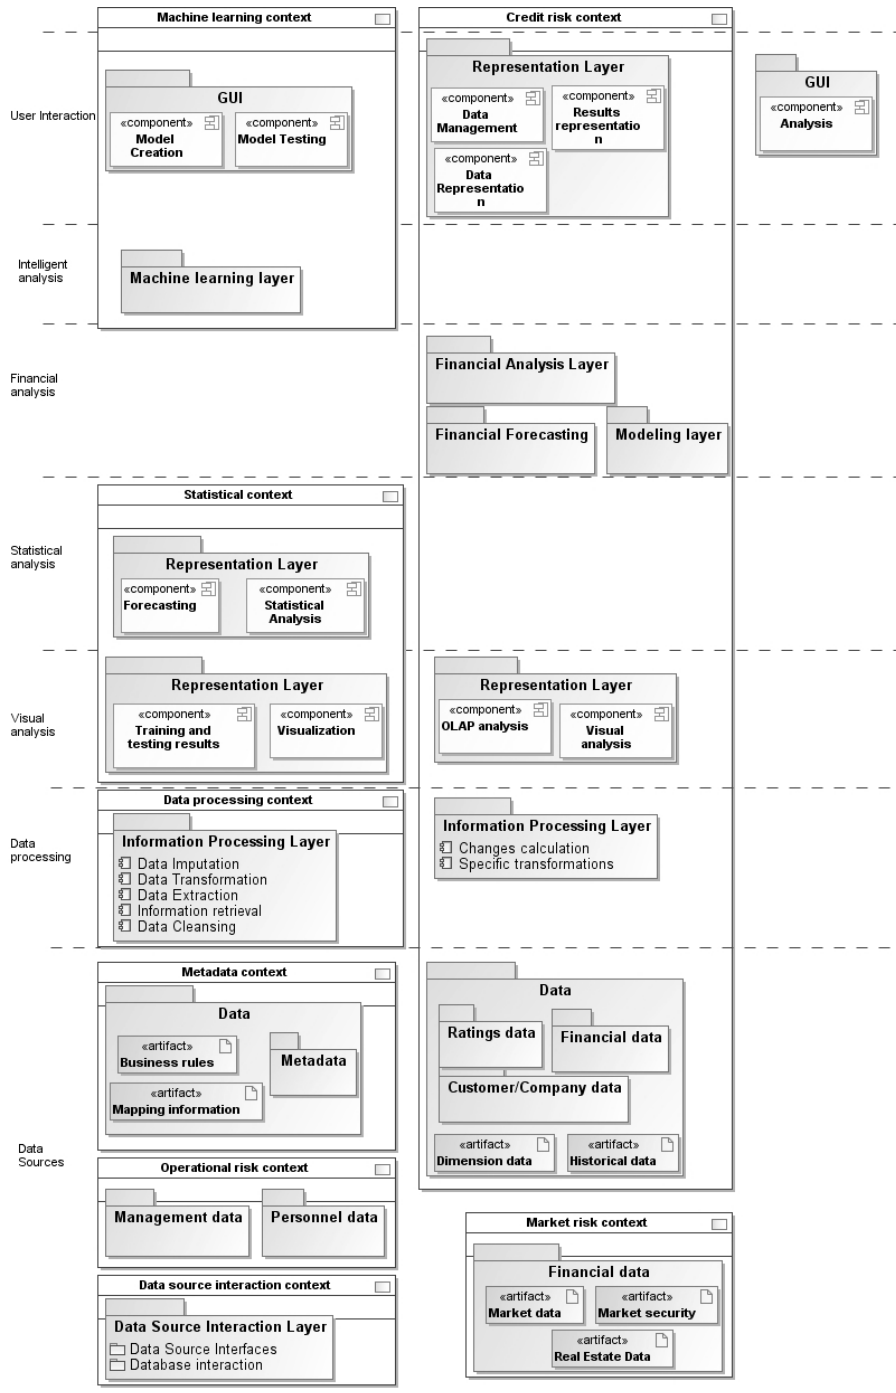 Machine learning context
Credit risk context
User Interaction
GUI
«component»
Model
Creation
«component»
Model Testing
Representation Layer
«component»
Data
Management
«component»
Results
representatio
n
«component»
Data
Representatio
n
GUI
«component»
Analysis
Intelligent
analysis
Machine learning layer
Financial
analysis
Financial Analysis Layer
Financial Forecasting
Modeling layer
Statistical context
Statistical
analysis
Representation Layer
«component»
Forecasting
«component»
Statistical
Analysis
Visual
analysis
Representation Layer
«component»
Training and
testing results
«component»
Visualization
Representation Layer
«component»
OLAP analysis
«component»
Visual
analysis
Data processing context
Data
processing
Information Processing Layer
Data Imputation
Data Transformation
Data Extraction
Information retrieval
Data Cleansing
Information Processing Layer
Changes calculation
Specific transformations
Metadata context
Data
«artifact»
Business rules
Metadata
«artifact»
Mapping information
Data
Ratings data
Financial data
Customer/Company data
«artifact»
Dimension data
«artifact»
Historical data
Data
Sources
Operational risk context
Management data
Personnel data
Market risk context
Financial data
«artifact»
Market data
«artifact»
Market security
«artifact»
Real Estate Data
Data source interaction context
Data Source Interaction Layer
Data Source Interfaces
Database interaction